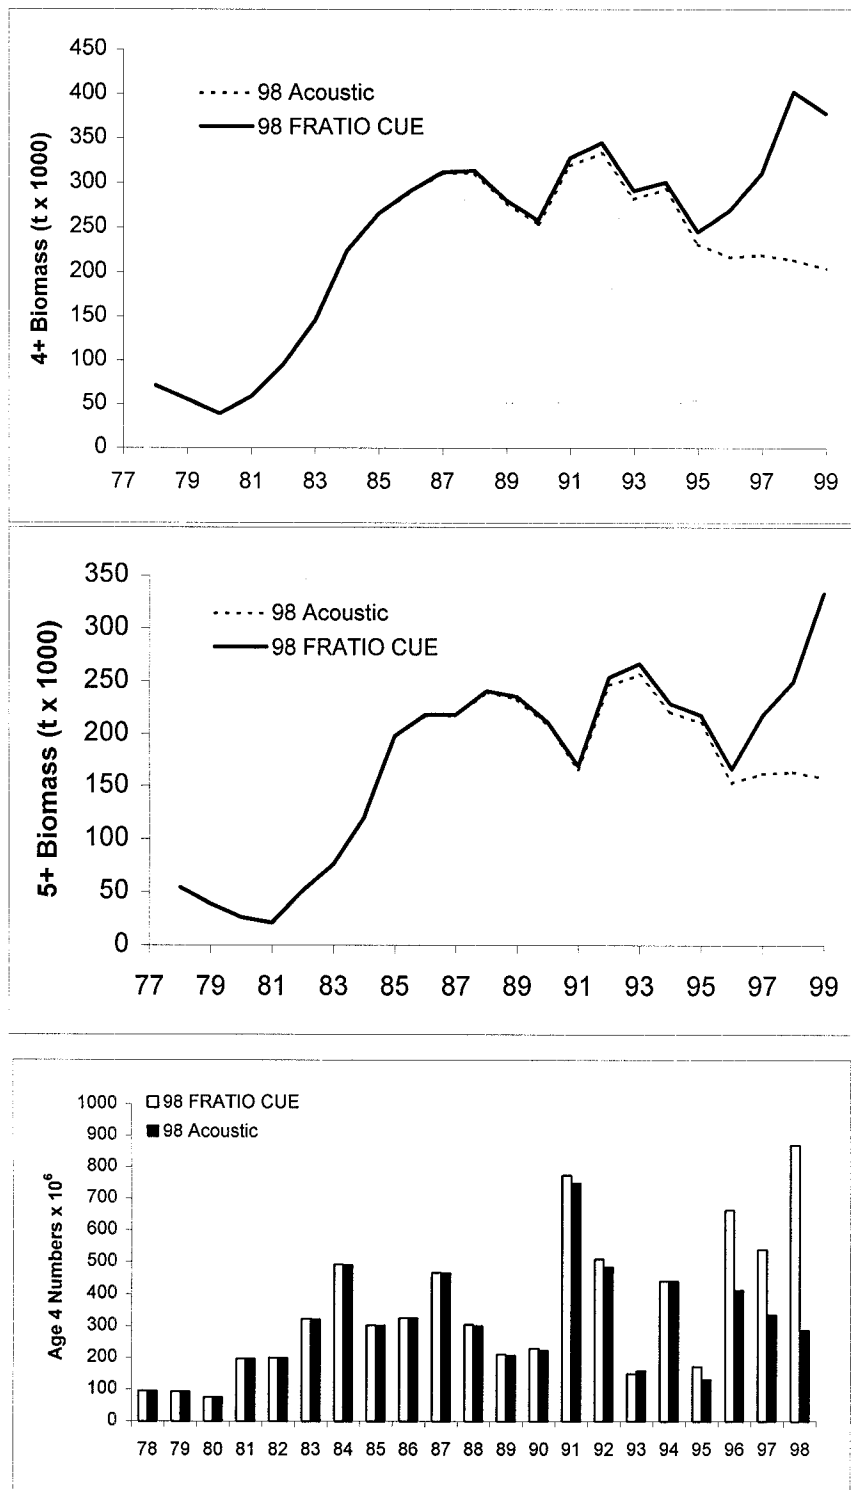 4+ Biomass (t x 1000)
450
400
350
300
250
200
150
100
50
0
98 Acoustic
98 FRATIO CUE
77 79 81 83 85 87 89 91 93 95 97 99
5+ Biomass (t x 1000)
350
300
250
200
150
100
50
0
98 Acoustic
98 FRATIO CUE
77 79 81 83 85 87 89 91 93 95 97 99
Age 4 Numbers x 10⁶
1000
900
800
700
600
500
400
300
200
100
0
98 FRATIO CUE
98 Acoustic
78 79 80 81 82 83 84 85 86 87 88 89 90 91 92 93 94 95 96 97 98